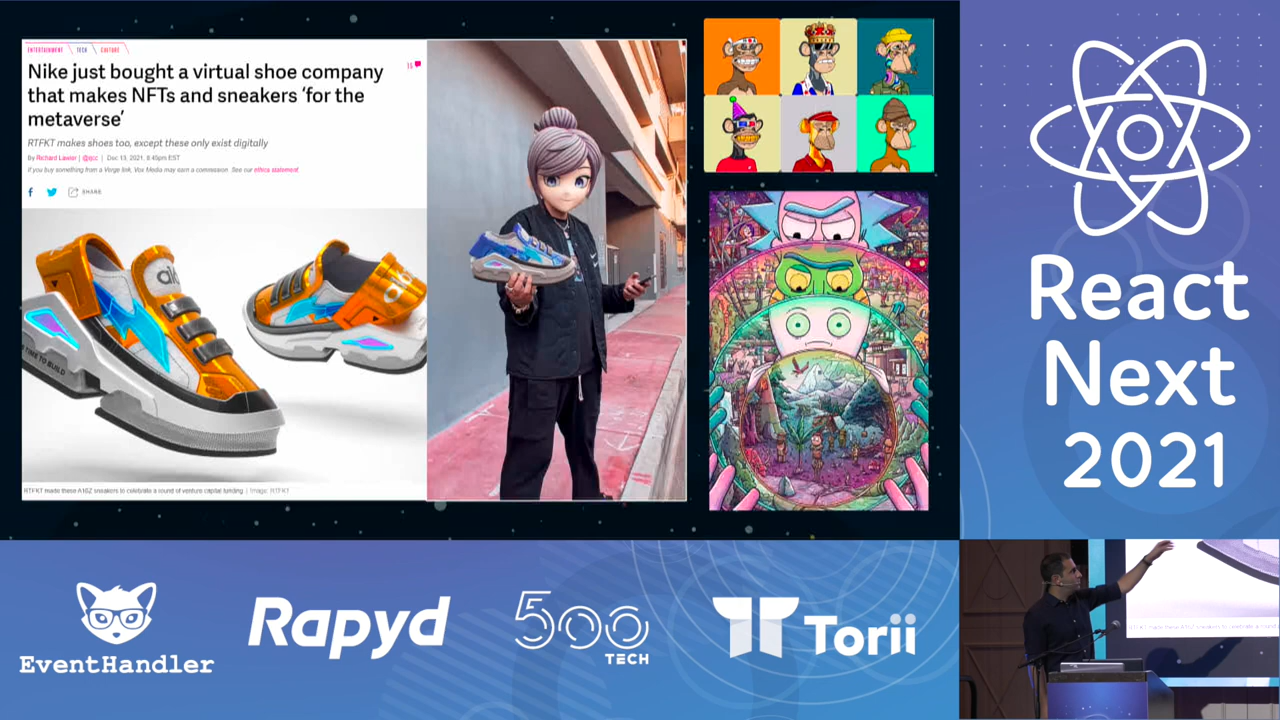 ENTERTAINMENT TECH CULTURE
Nike just bought a virtual shoe company
that makes NFTs and sneakers ‘for the
metaverse’
RTFKT makes shoes too, except these only exist digitally
By Richard Lawler | @rjcc | Dec 13, 2021, 8:45pm EST
If you buy something from a Verge link, Vox Media may earn a commission. See our ethics statement.
SHARE
TIME TO BUILD
RTFKT made these A16Z sneakers to celebrate a round of venture capital funding | Image: RTFKT
React
Next
2021
EventHandler
Rapyd
500
TECH
Torii